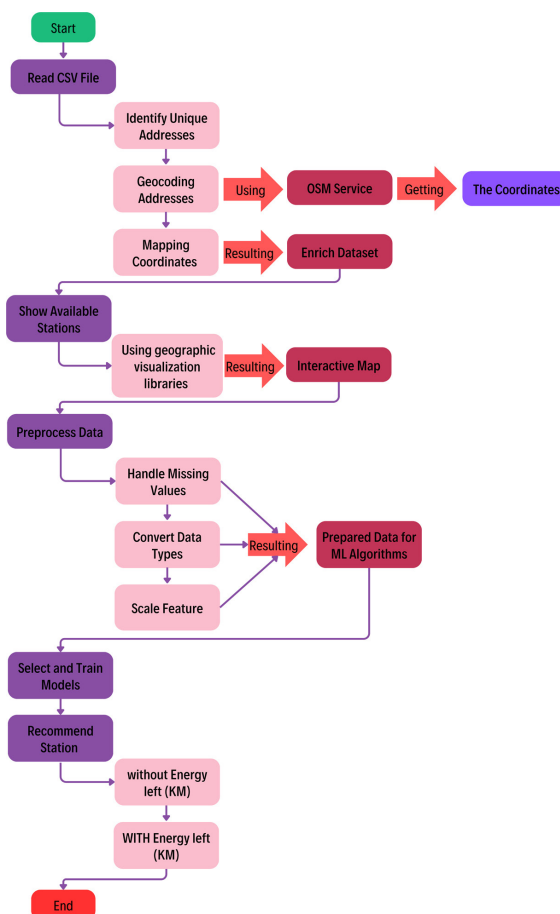 Start
Read CSV File
Identify Unique
Addresses
Geocoding
Addresses
Using
OSM Service
Getting
The Coordinates
Mapping
Coordinates
Resulting
Enrich Dataset
Show Available
Stations
Using geographic
visualization
libraries
Resulting
Interactive Map
Preprocess Data
Handle Missing
Values
Convert Data
Types
Resulting
Prepared Data for
ML Algorithms
Scale Feature
Select and Train
Models
Recommend
Station
without Energy
left (KM)
WITH Energy left
(KM)
End